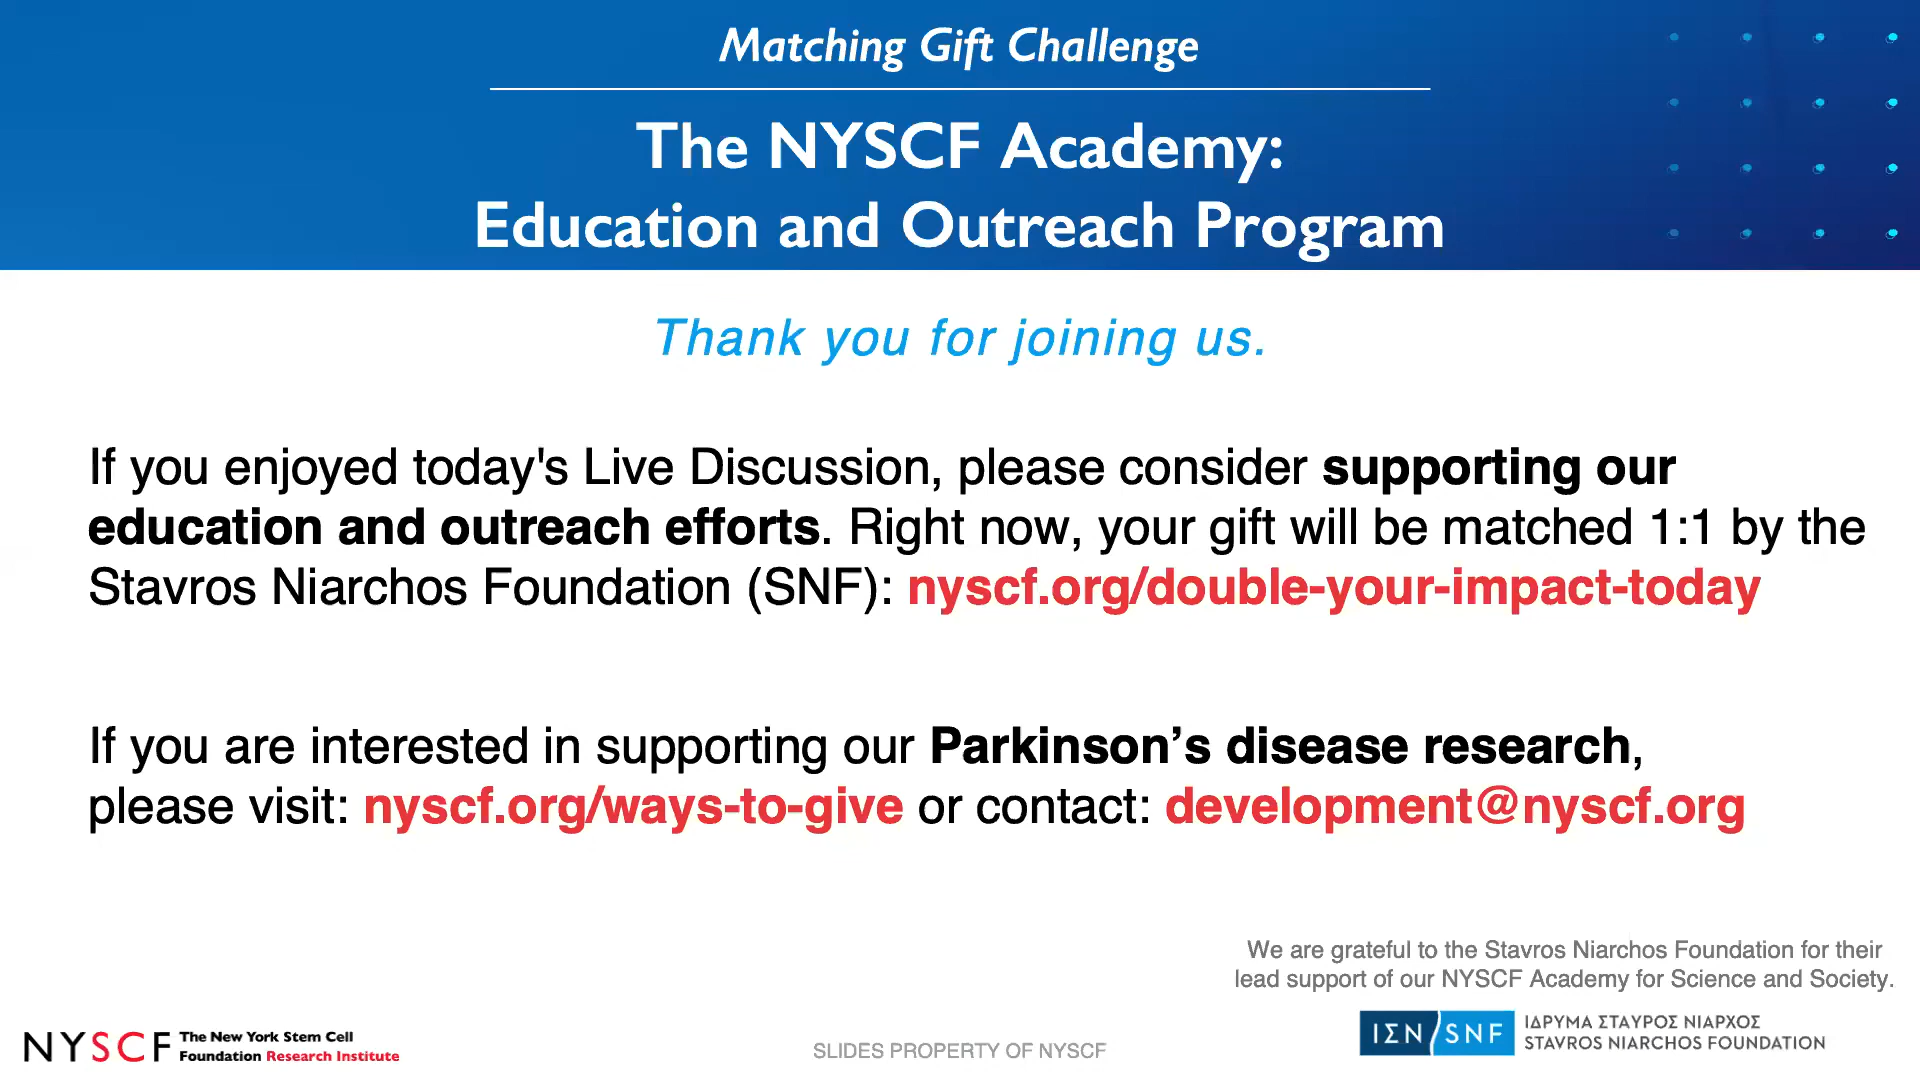 Matching Gift Challenge
The NYSCF Academy:
Education and Outreach Program
Thank you for joining us.
If you enjoyed today's Live Discussion, please consider supporting our
education and outreach efforts. Right now, your gift will be matched 1:1 by the
Stavros Niarchos Foundation (SNF): nyscf.org/double-your-impact-today
If you are interested in supporting our Parkinson’s disease research,
please visit: nyscf.org/ways-to-give or contact: development@nyscf.org
We are grateful to the Stavros Niarchos Foundation for their
lead support of our NYSCF Academy for Science and Society.
NYSCF The New York Stem Cell
Foundation Research Institute
SLIDES PROPERTY OF NYSCF
ΙΣΝ SNF ΙΔΡΥΜΑ ΣΤΑΥΡΟΣ ΝΙΑΡΧΟΣ
STAVROS NIARCHOS FOUNDATION